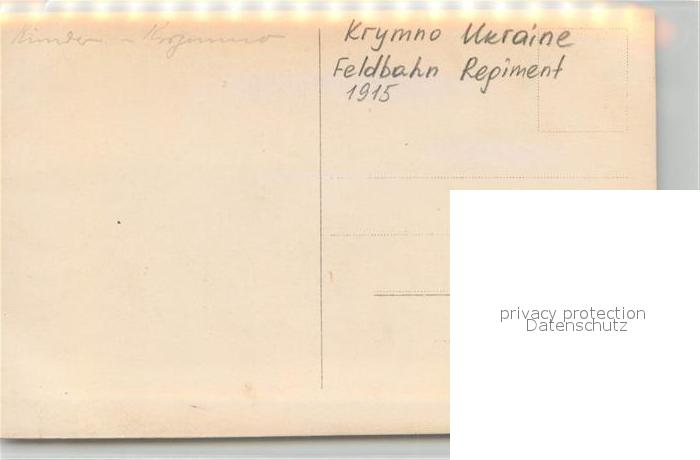 Krymno Ukraine
Feldbahn Regiment
1915
privacy protection
Datenschutz